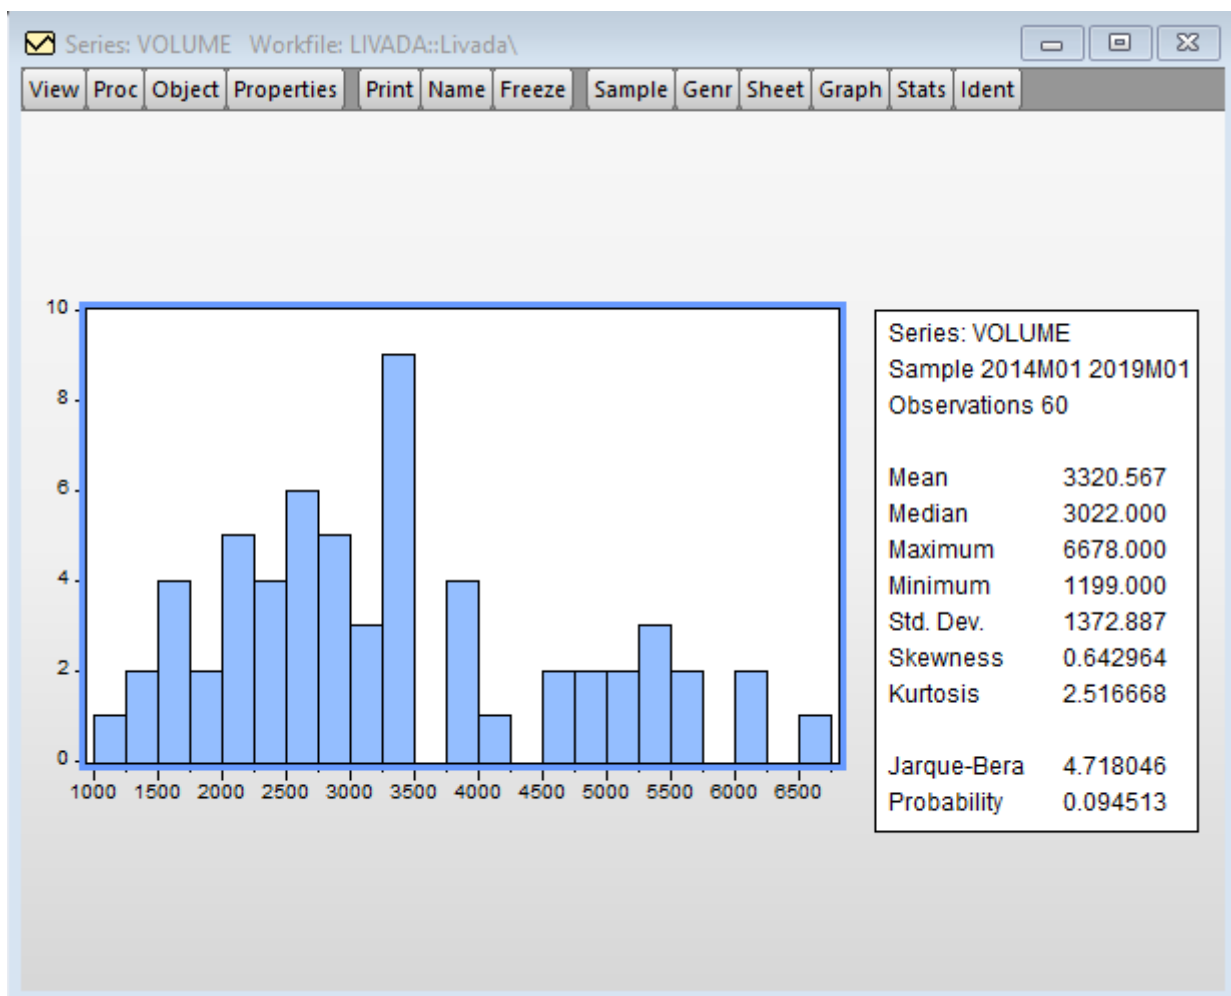 Series: VOLUME Workfile: LIVADA::Livada\
View Proc Object Properties Print Name Freeze Sample Genr Sheet Graph Stats Ident
10
8
6
4
2
0
1000 1500 2000 2500 3000 3500 4000 4500 5000 5500 6000 6500
Series: VOLUME
Sample 2014M01 2019M01
Observations 60
Mean 3320.567
Median 3022.000
Maximum 6678.000
Minimum 1199.000
Std. Dev. 1372.887
Skewness 0.642964
Kurtosis 2.516668
Jarque-Bera 4.718046
Probability 0.094513